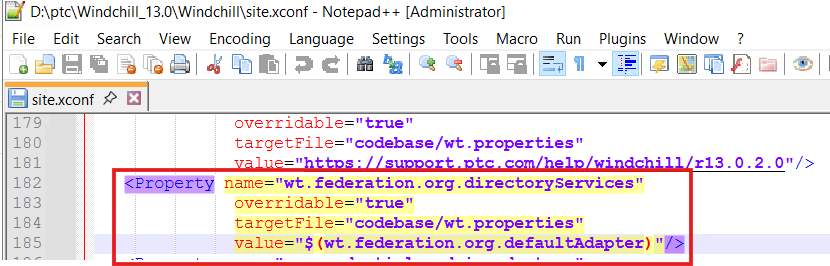 D:\ptc\Windchill_13.0\Windchill\site.xconf - Notepad++ [Administrator]
File Edit Search View Encoding Language Settings Tools Macro Run Plugins Window ?
site.xconf
179 overridable="true"
180 targetFile="codebase/wt.properties"
181 value="https://support.ptc.com/help/windchill/r13.0.2.0"/>
182 <Property name="wt.federation.org.directoryServices"
183 overridable="true"
184 targetFile="codebase/wt.properties"
185 value="$(wt.federation.org.defaultAdapter)"/>